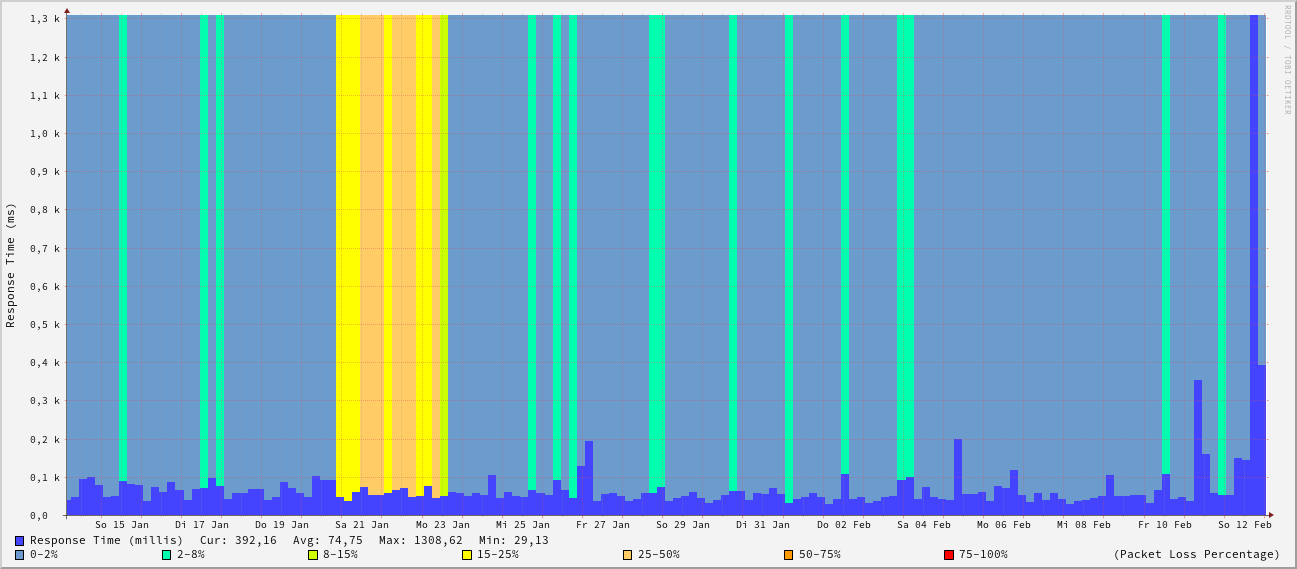 RRDTOOL / TOBI OETIKER
Response Time (ms)
1,3 k
1,2 k
1,1 k
1,0 k
0,9 k
0,8 k
0,7 k
0,6 k
0,5 k
0,4 k
0,3 k
0,2 k
0,1 k
0,0
So 15 Jan Di 17 Jan Do 19 Jan Sa 21 Jan Mo 23 Jan Mi 25 Jan Fr 27 Jan So 29 Jan Di 31 Jan Do 02 Feb Sa 04 Feb Mo 06 Feb Mi 08 Feb Fr 10 Feb So 12 Feb
Response Time (millis) Cur: 392,16 Avg: 74,75 Max: 1308,62 Min: 29,13
0-2% 2-8% 8-15% 15-25% 25-50% 50-75% 75-100% (Packet Loss Percentage)